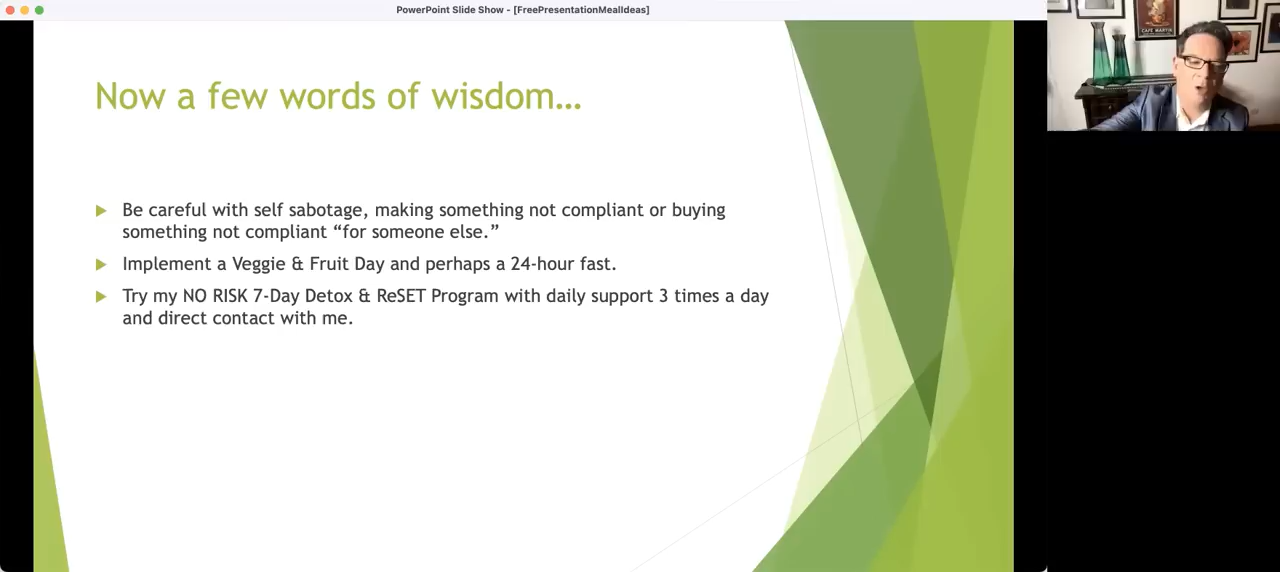 PowerPoint Slide Show - [FreePresentationMealIdeas]
CAFE MARTIN
Now a few words of wisdom…
Be careful with self sabotage, making something not compliant or buying
something not compliant “for someone else.”
Implement a Veggie & Fruit Day and perhaps a 24-hour fast.
Try my NO RISK 7-Day Detox & ReSET Program with daily support 3 times a day
and direct contact with me.